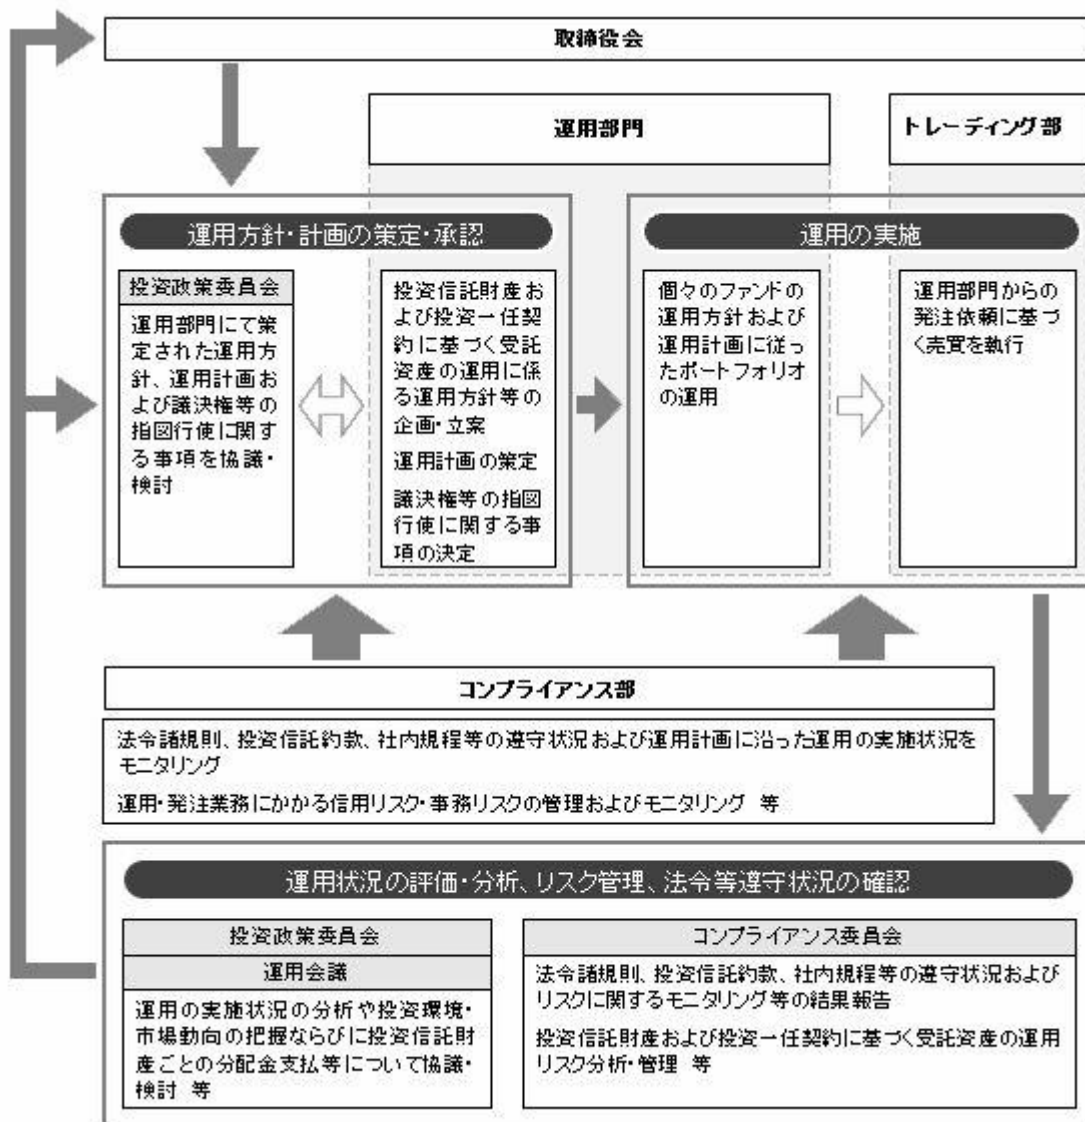 取締役会
運用部門
トレーディング部
運用方針・計画の策定・承認
投資政策委員会
運用部門にて策
定された運用方
針、運用計画お
よび議決権等の
指図行使に関す
る事項を協議・
検討
投資信託財産お
よび投資一任契
約に基づく受託
資産の運用に係
る運用方針等の
企画・立案
運用計画の策定
議決権等の指図
行使に関する事
項の決定
運用の実施
個々のファンドの
運用方針および
運用計画に従っ
たポートフォリオ
の運用
運用部門からの
発注依頼に基づ
く売買を執行
コンプライアンス部
法令諸規則、投資信託約款、社内規程等の遵守状況および運用計画に沿った運用の実施状況を
モニタリング
運用・発注業務にかかる信用リスク・事務リスクの管理およびモニタリング 等
運用状況の評価・分析、リスク管理、法令等遵守状況の確認
投資政策委員会
運用会議
運用の実施状況の分析や投資環境・
市場動向の把握ならびに投資信託財
産ごとの分配金支払等について協議・
検討 等
コンプライアンス委員会
法令諸規則、投資信託約款、社内規程等の遵守状況および
リスクに関するモニタリング等の結果報告
投資信託財産および投資一任契約に基づく受託資産の運用
リスク分析・管理 等